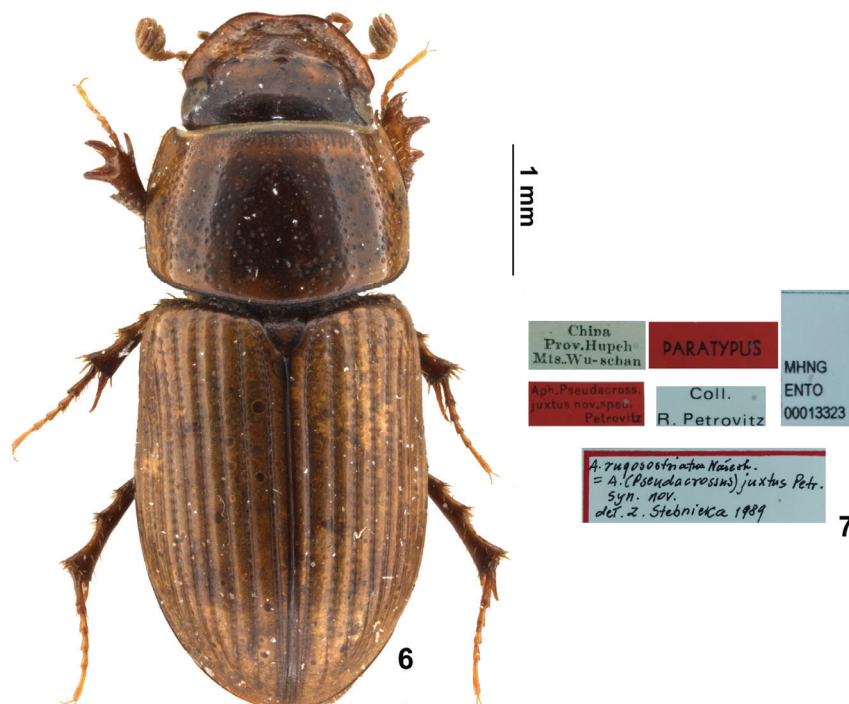 1 mm
China
Prov.Hupeh
Mts.Wu-schan
PARATYPUS
MHNG
ENTO
00013323
Aph.Pseudacross.
juxtus nov.spec.
Petrovitz
Coll.
R. Petrovitz
A. rugosostriatus Waterh.
= A. (Pseudacrossus) juxtus Petr.
syn. nov.
det. Z. Stebnicka 1989
6
7